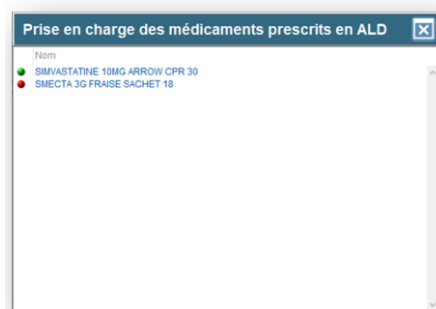 Prise en charge des médicaments prescrits en ALD
Nom
SIMVASTATINE 10MG ARROW CPR 30
SMECTA 3G FRAISE SACHET 18